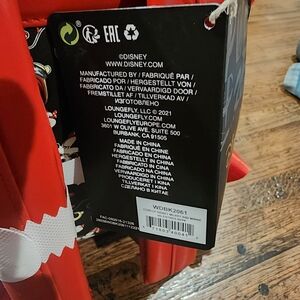 EAC
©DISNEY
WWW.DISNEY.COM
MANUFACTURED BY / FABRIQUÉ PAR /
FABRICADO POR / HERGESTELLT VON /
FABBRICATO DA / VERVAARDIGD DOOR /
FREMSTILLET AF / TILLVERKAD AV /
ИЗГОТОВЛЕНО
LOUNGEFLY, LLC © 2021
LOUNGEFLY.COM
LOUNGEFLYEUROPE.COM
3601 W OLIVE AVE, SUITE 500
BURBANK, CA 91505
MADE IN CHINA
FABRIQUÉ EN CHINE
FABRICADO EN CHINA
HERGESTELLT IN CHINA
FABBRICATO IN CINA
VERVAARDIGD IN CHINA
PRODUCERET I KINA
TILLVERKAT I KINA
СДЕЛАНО В КИТАЕ
WDBK2061